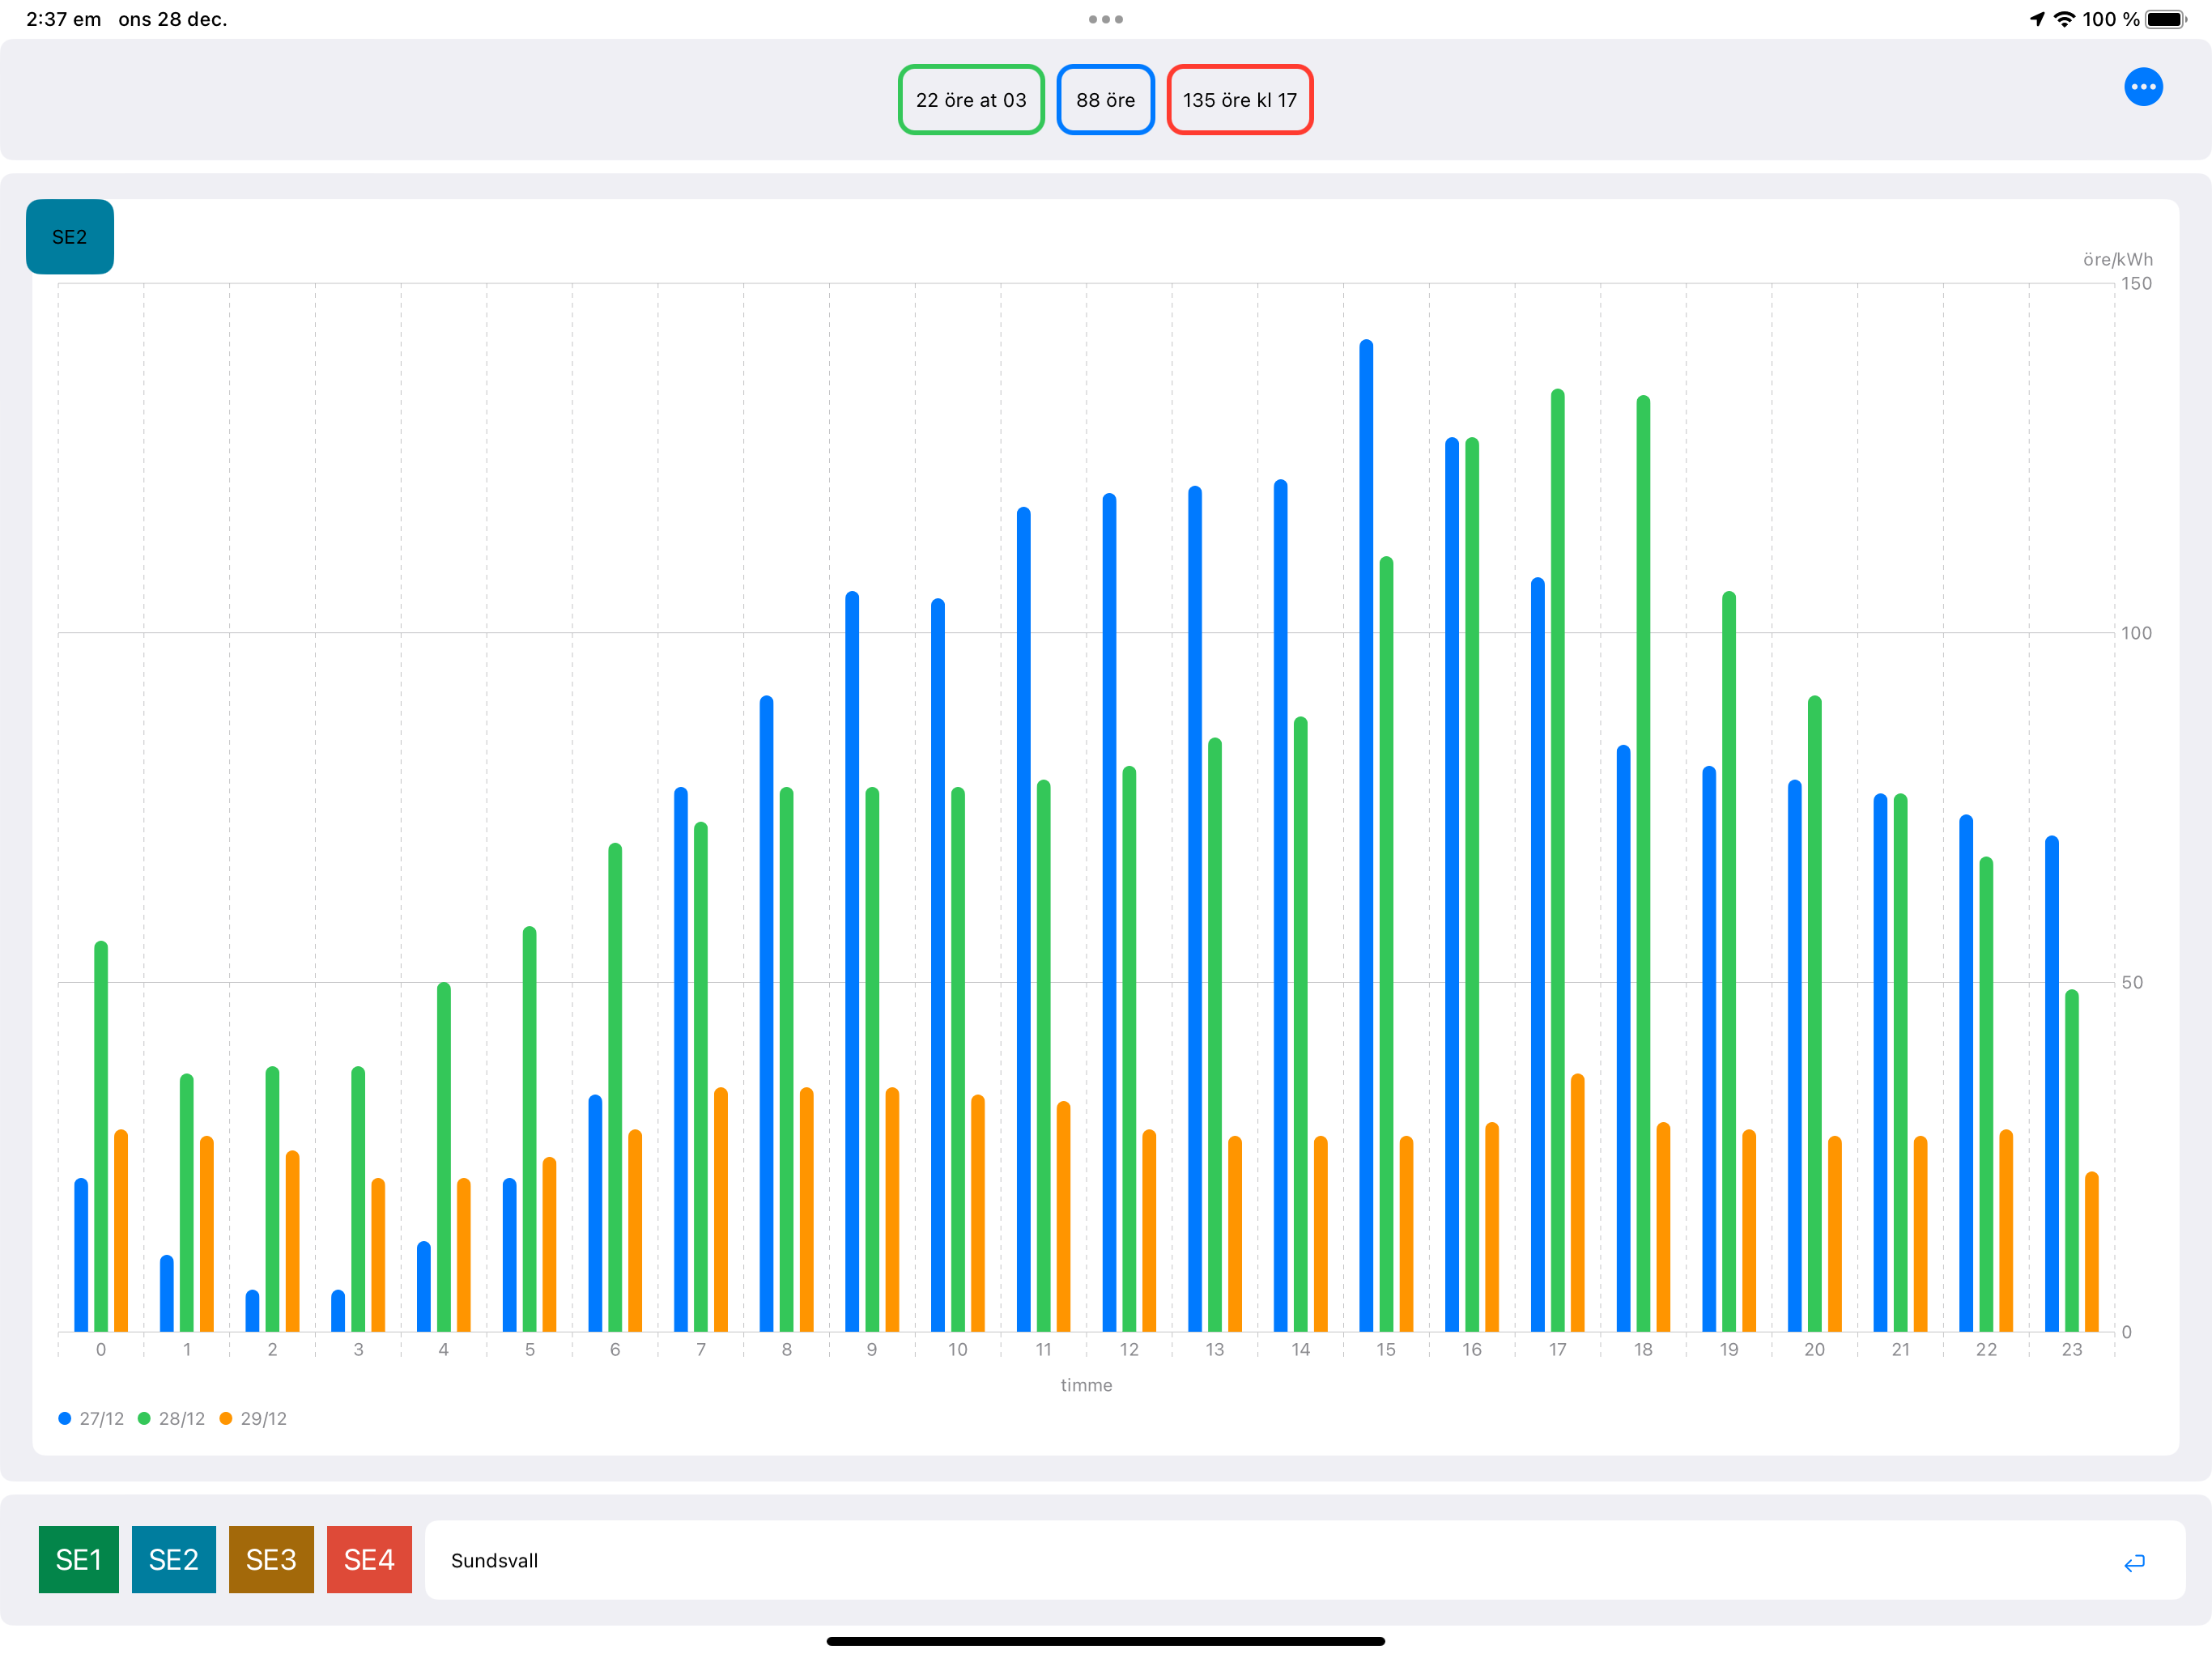 2:37 em ons 28 dec.
100 %
22 öre at 03
88 öre
135 öre kl 17
SE2
öre/kWh
150
100
50
0
0 1 2 3 4 5 6 7 8 9 10 11 12 13 14 15 16 17 18 19 20 21 22 23
timme
27/12 28/12 29/12
SE1 SE2 SE3 SE4 Sundsvall